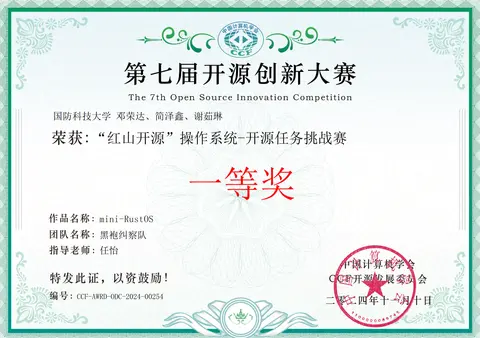 中国计算机学会
CCF
第七届开源创新大赛
The 7th Open Source Innovation Competition
国防科技大学 邓荣达、简泽鑫、谢茹琳
荣获:“红山开源”操作系统-开源任务挑战赛
一等奖
作品名称: mini-RustOS
团队名称: 黑袍纠察队
指导老师: 任怡
特发此证,以资鼓励!
编号: CCF-AWRD-ODC-2024-00254
中国计算机学会
CCF开源发展委员会
二〇二四年十一月十日